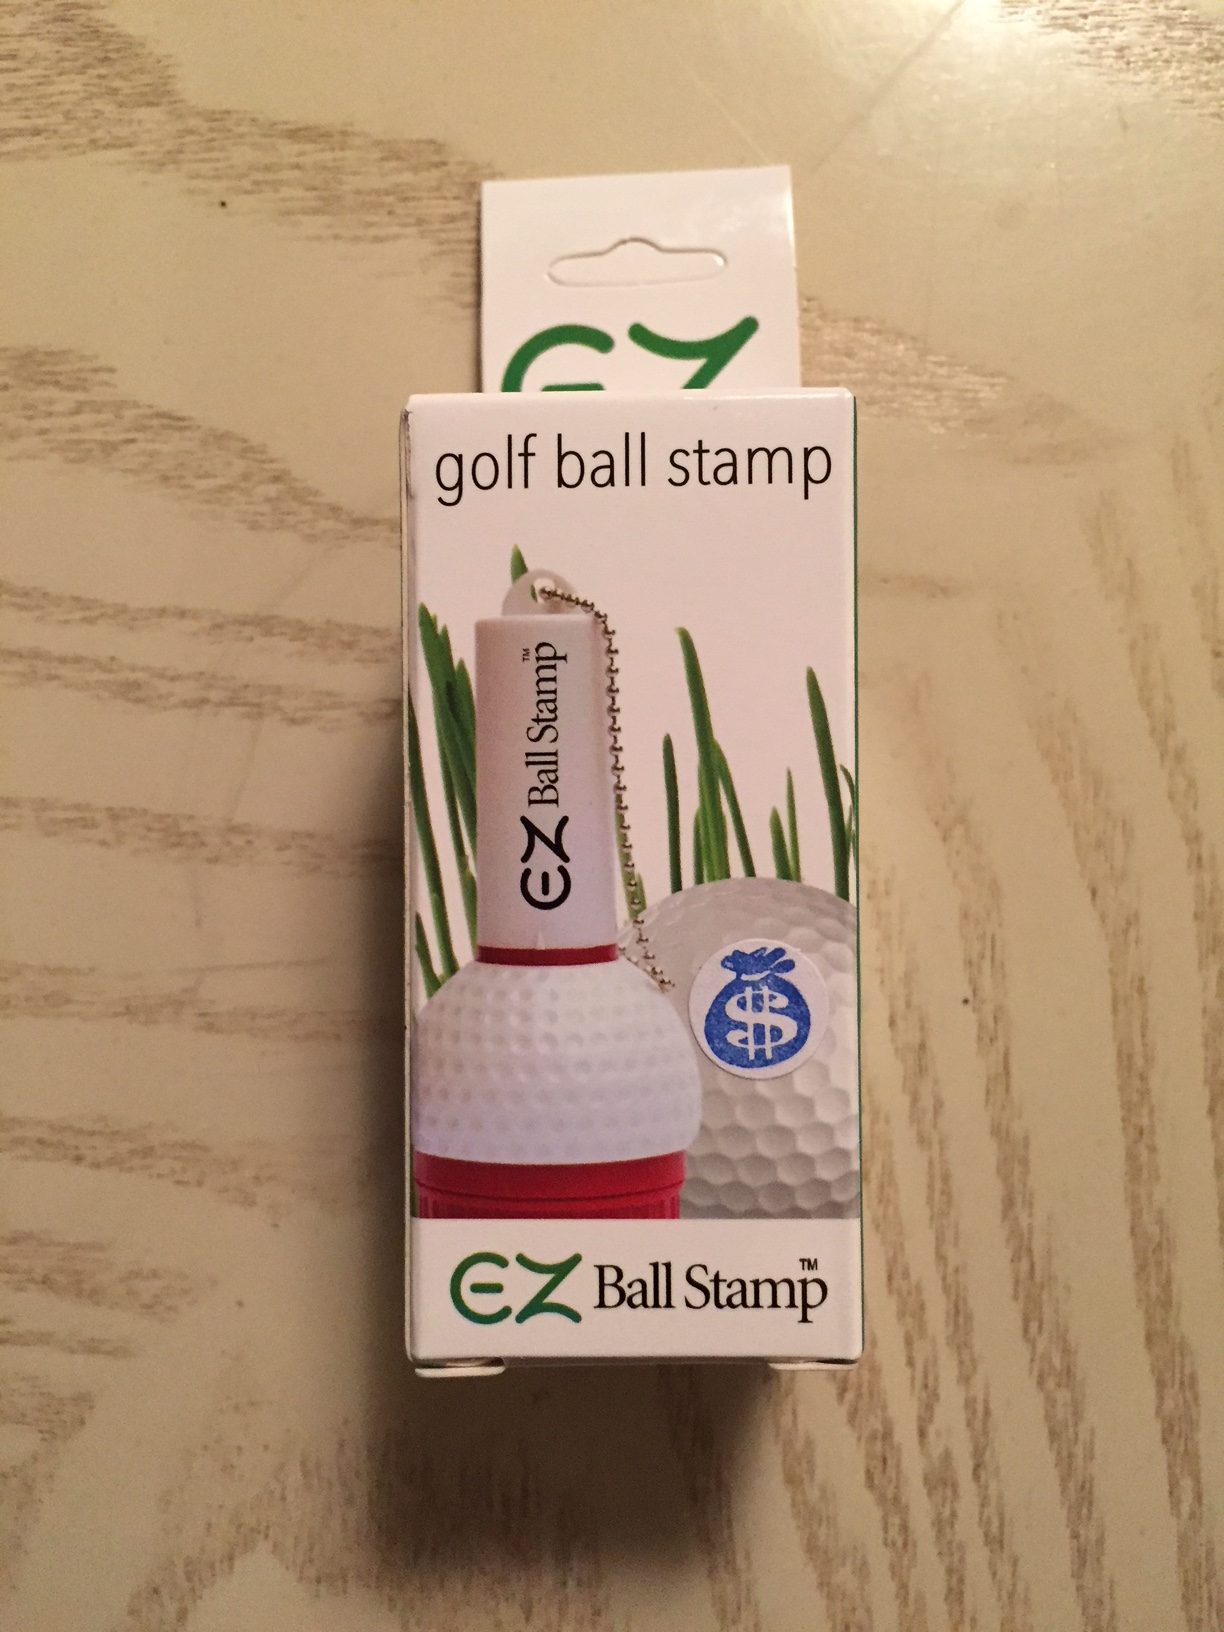 EZ
golf ball stamp
EZ Ball Stamp™
$
EZ Ball Stamp™